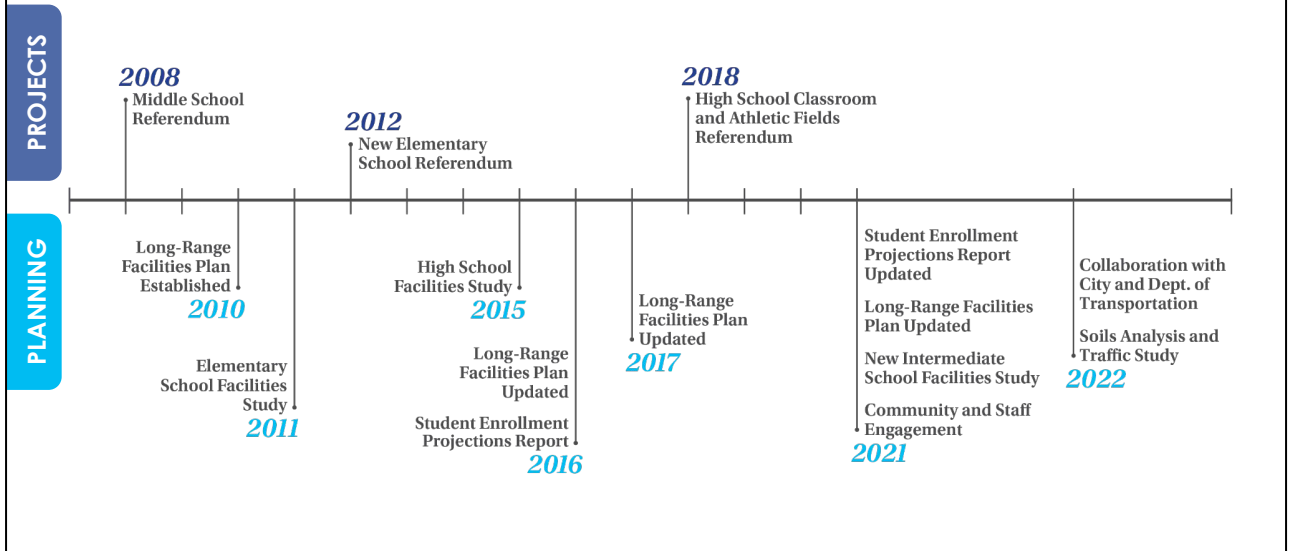 PROJECTS
2008
Middle School
Referendum
2012
New Elementary
School Referendum
2018
High School Classroom
and Athletic Fields
Referendum
PLANNING
Long-Range
Facilities Plan
Established
2010
Elementary
School Facilities
Study
2011
High School
Facilities Study
2015
Long-Range
Facilities Plan
Updated
Student Enrollment
Projections Report
2016
Long-Range
Facilities Plan
Updated
2017
Student Enrollment
Projections Report
Updated
Long-Range Facilities
Plan Updated
New Intermediate
School Facilities Study
Community and Staff
Engagement
2021
Collaboration with
City and Dept. of
Transportation
Soils Analysis and
Traffic Study
2022